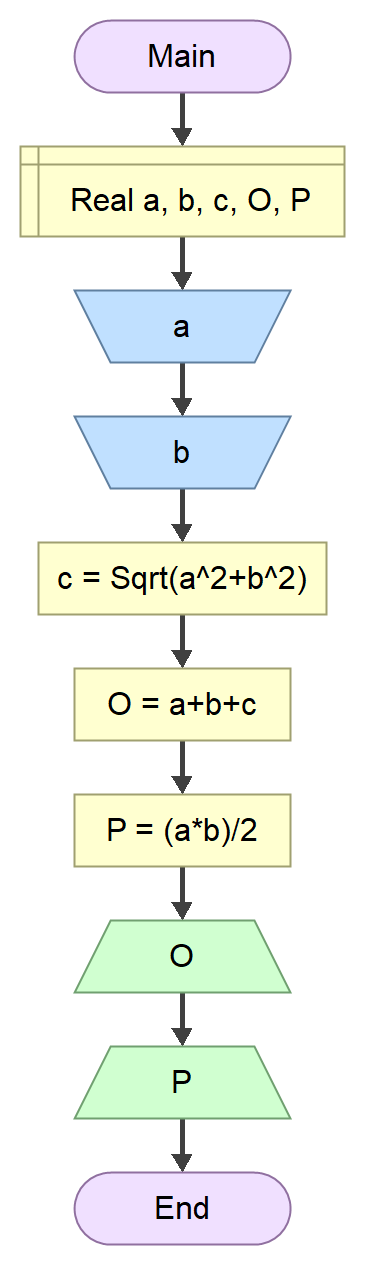 Main
Real a, b, c, O, P
a
b
c = Sqrt(a^2+b^2)
O = a+b+c
P = (a*b)/2
O
P
End